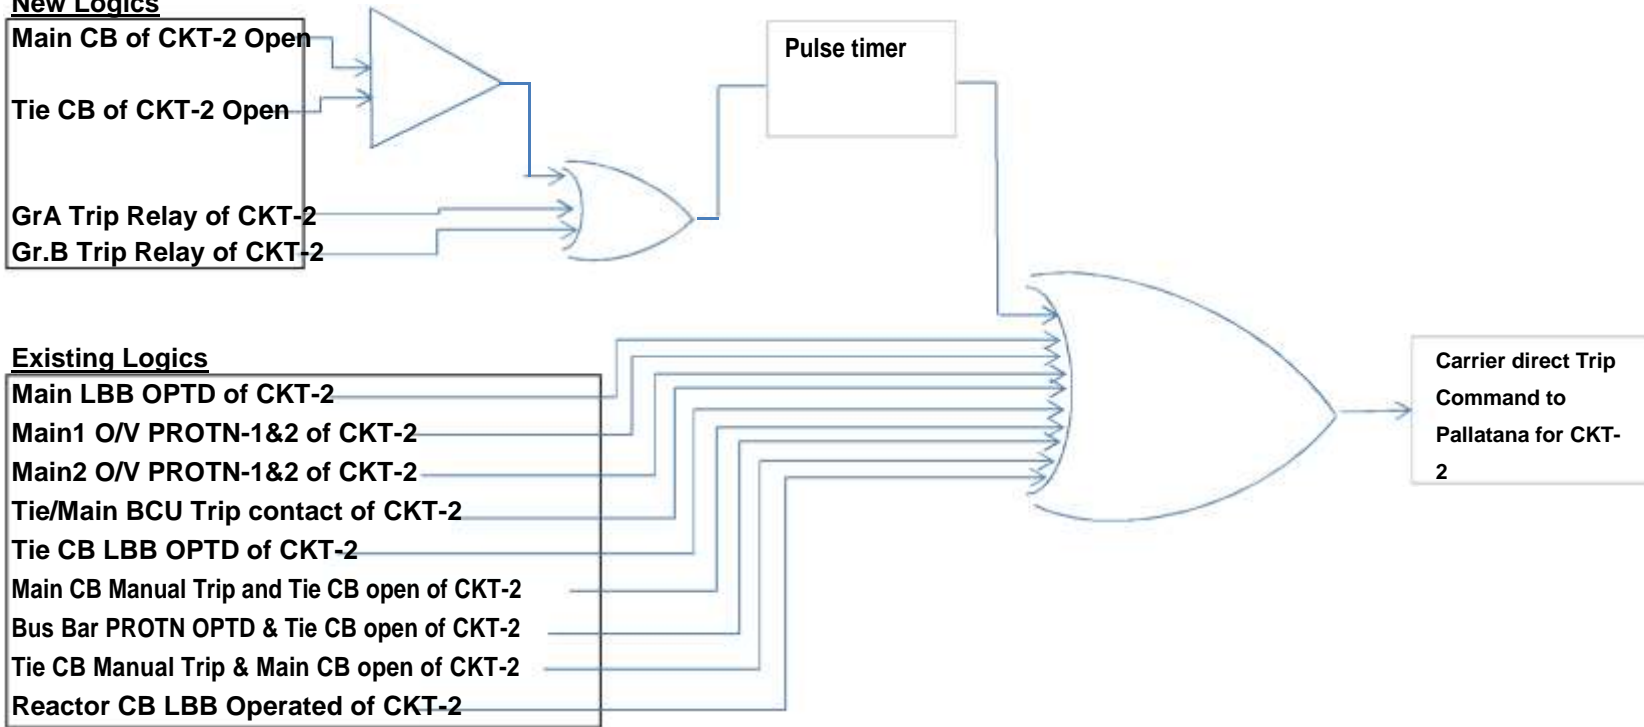 New Logics
Main CB of CKT-2 Open
Tie CB of CKT-2 Open
GrA Trip Relay of CKT-2
Gr.B Trip Relay of CKT-2
Pulse timer
Existing Logics
Main LBB OPTD of CKT-2
Main1 O/V PROTN-1&2 of CKT-2
Main2 O/V PROTN-1&2 of CKT-2
Tie/Main BCU Trip contact of CKT-2
Tie CB LBB OPTD of CKT-2
Main CB Manual Trip and Tie CB open of CKT-2
Bus Bar PROTN OPTD & Tie CB open of CKT-2
Tie CB Manual Trip & Main CB open of CKT-2
Reactor CB LBB Operated of CKT-2
Carrier direct Trip
Command to
Pallatana for CKT-
2